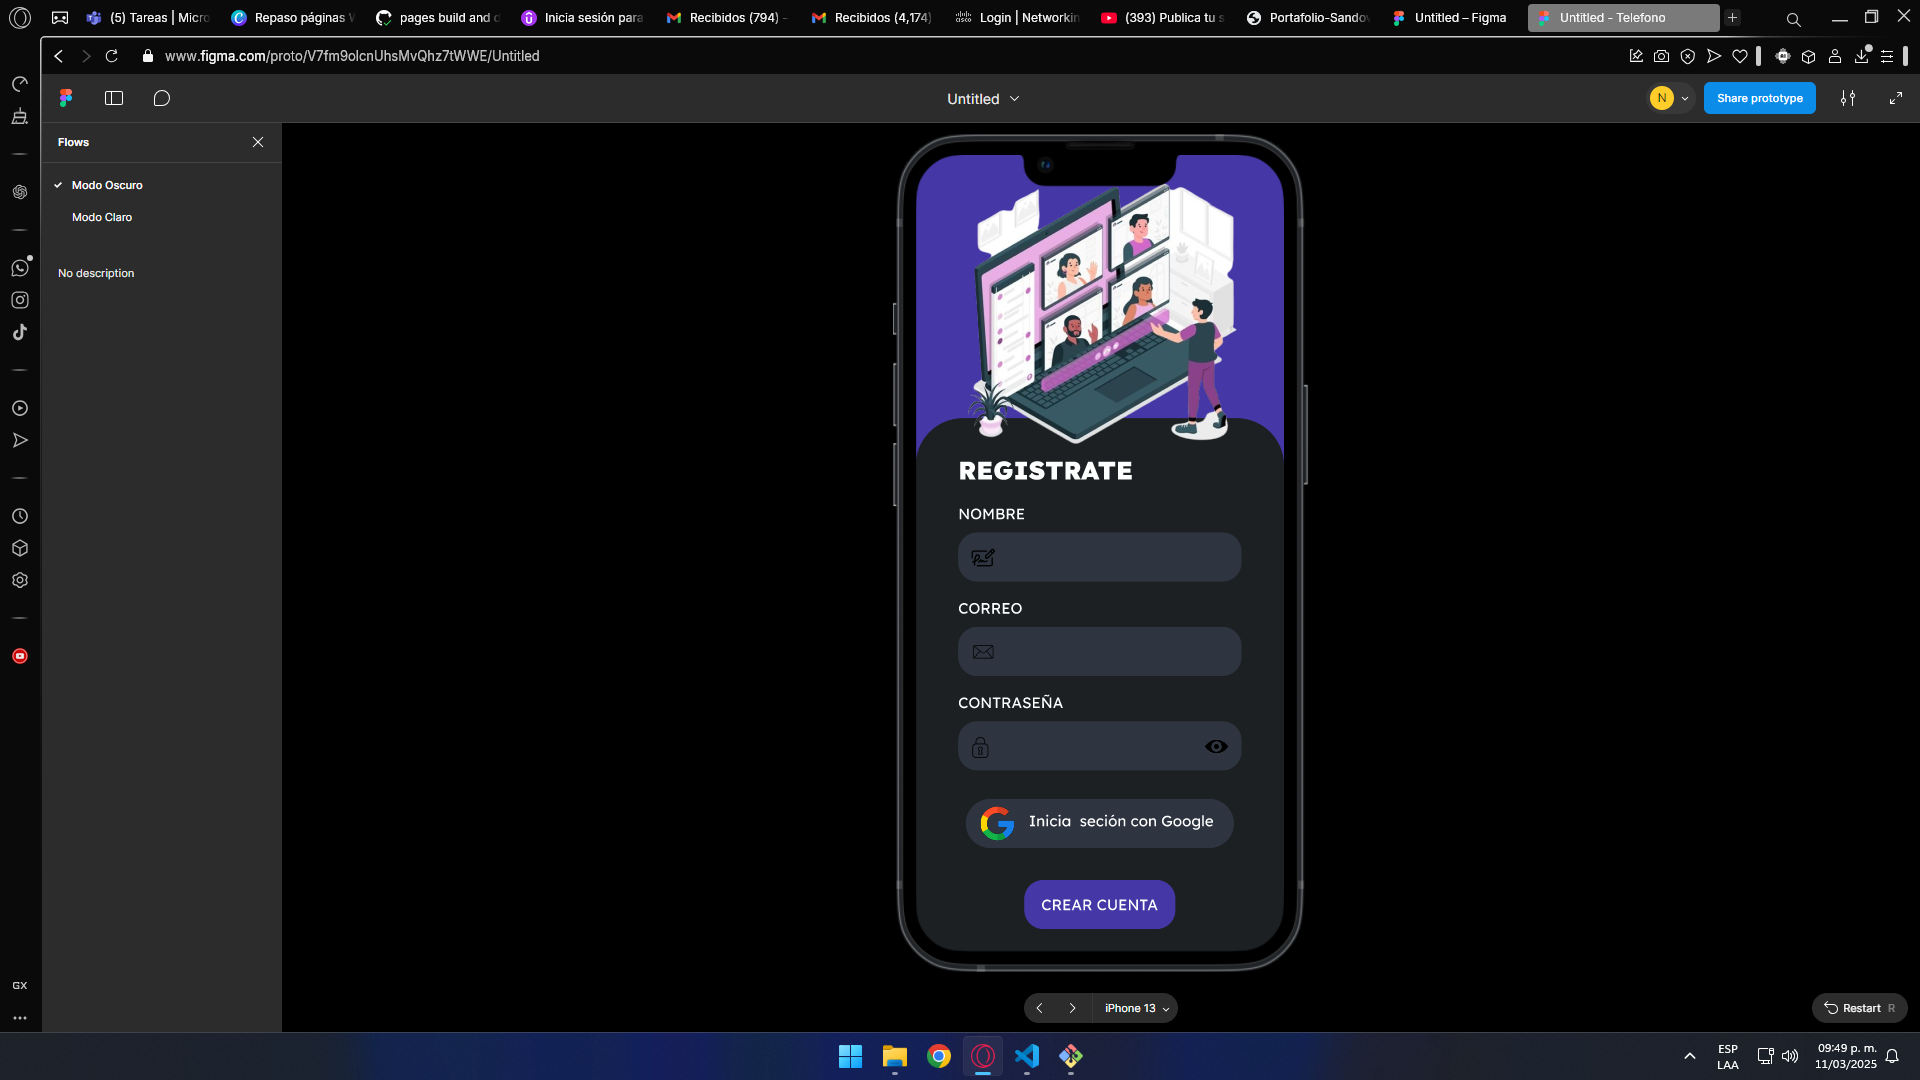 (5) Tareas | Micro
Repaso páginas W
pages build and d
Inicia sesión para
Recibidos (794) -
Recibidos (4,174)
Login | Networkin
(393) Publica tu s
Portafolio-Sandov
Untitled – Figma
Untitled - Telefono
www.figma.com/proto/V7fm9olcnUhsMvQhz7tWWE/Untitled
Untitled
N
Share prototype
Flows
Modo Oscuro
Modo Claro
No description
REGISTRATE
NOMBRE
CORREO
CONTRASEÑA
Inicia  seción con Google
CREAR CUENTA
iPhone 13
Restart R
GX
ESP
LAA
09:49 p. m.
11/03/2025